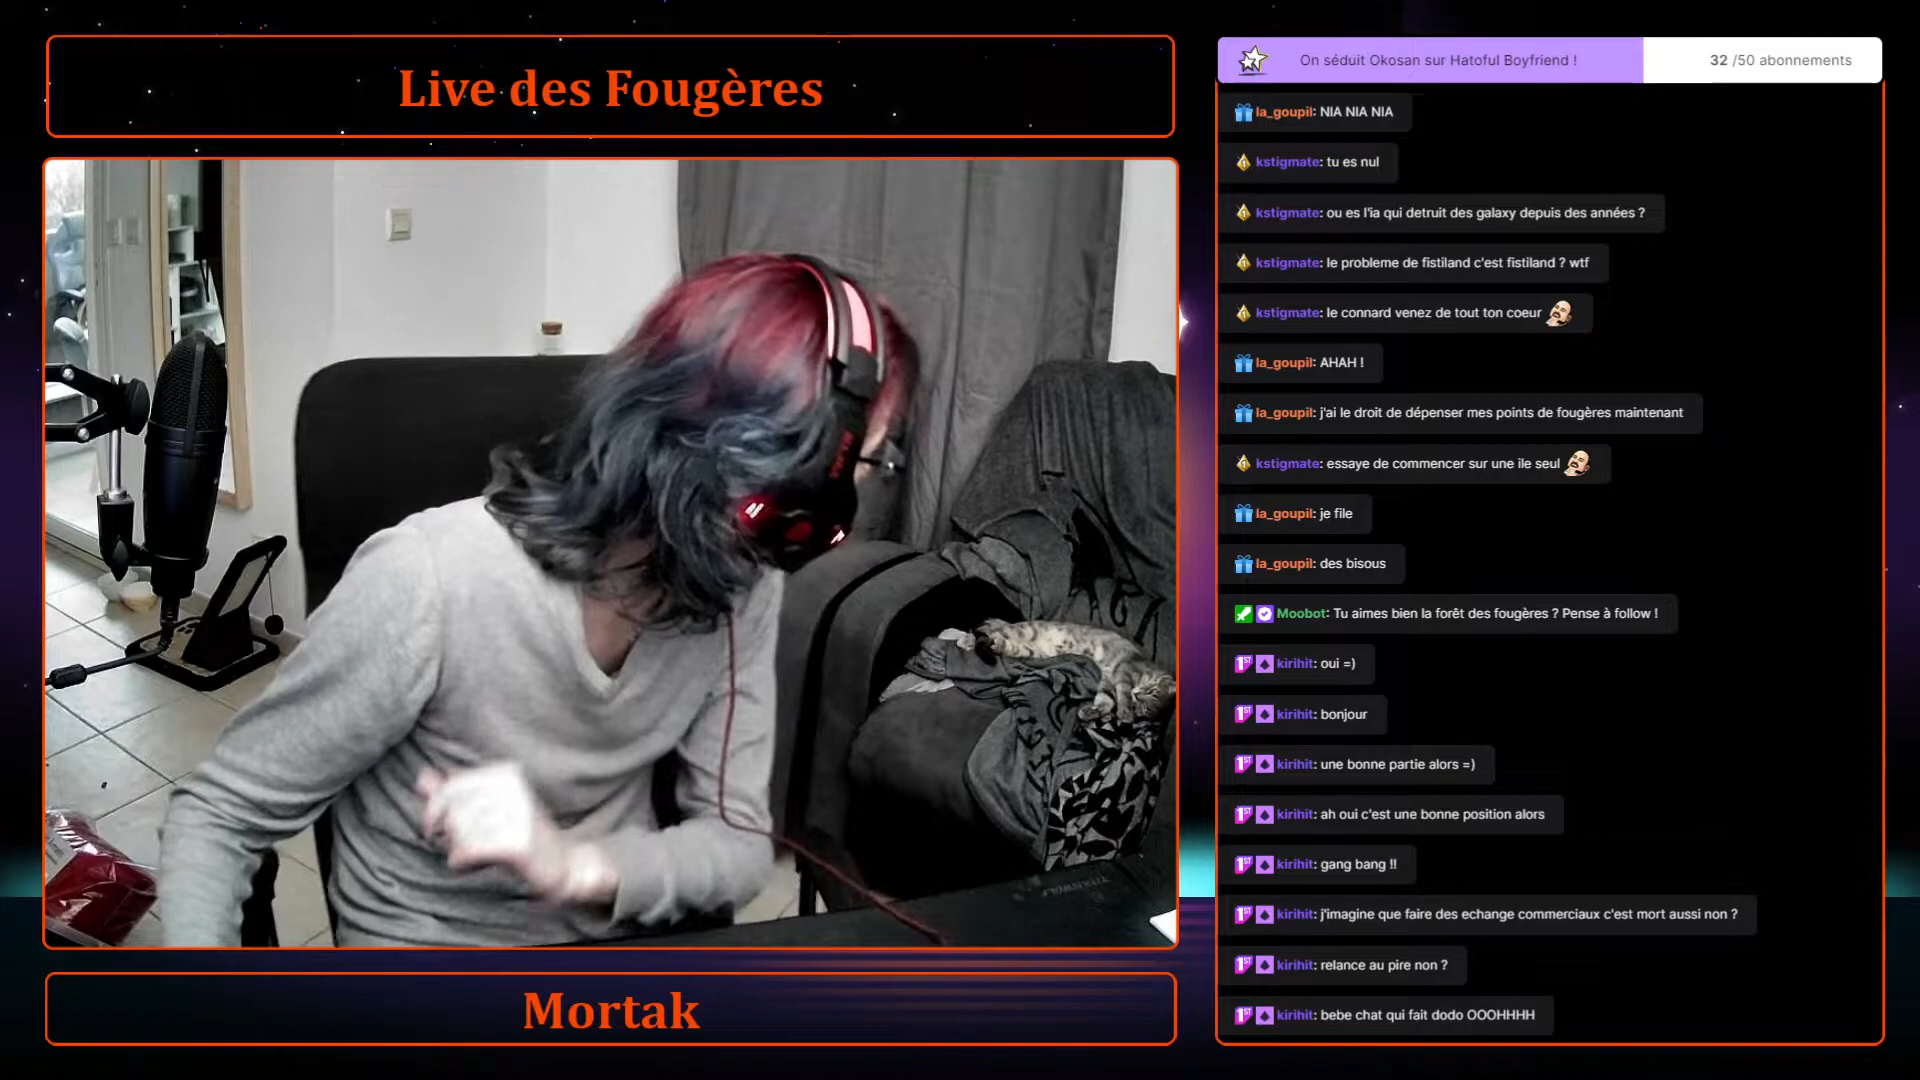 Live des Fougères
On séduit Okosan sur Hatoful Boyfriend !
32 /50 abonnements
la_goupil: NIA NIA NIA
kstigmate: tu es nul
kstigmate: ou es l'ia qui detruit des galaxy depuis des années ?
kstigmate: le probleme de fistiland c'est fistiland ? wtf
kstigmate: le connard venez de tout ton coeur
la_goupil: AHAH !
la_goupil: j'ai le droit de dépenser mes points de fougères maintenant
kstigmate: essaye de commencer sur une ile seul
la_goupil: je file
la_goupil: des bisous
Moobot: Tu aimes bien la forêt des fougères ? Pense à follow !
kirihit: oui =)
kirihit: bonjour
kirihit: une bonne partie alors =)
kirihit: ah oui c'est une bonne position alors
kirihit: gang bang !!
kirihit: j'imagine que faire des echange commerciaux c'est mort aussi non ?
kirihit: relance au pire non ?
kirihit: bebe chat qui fait dodo OOOHHHH
TITANWOLF
Mortak